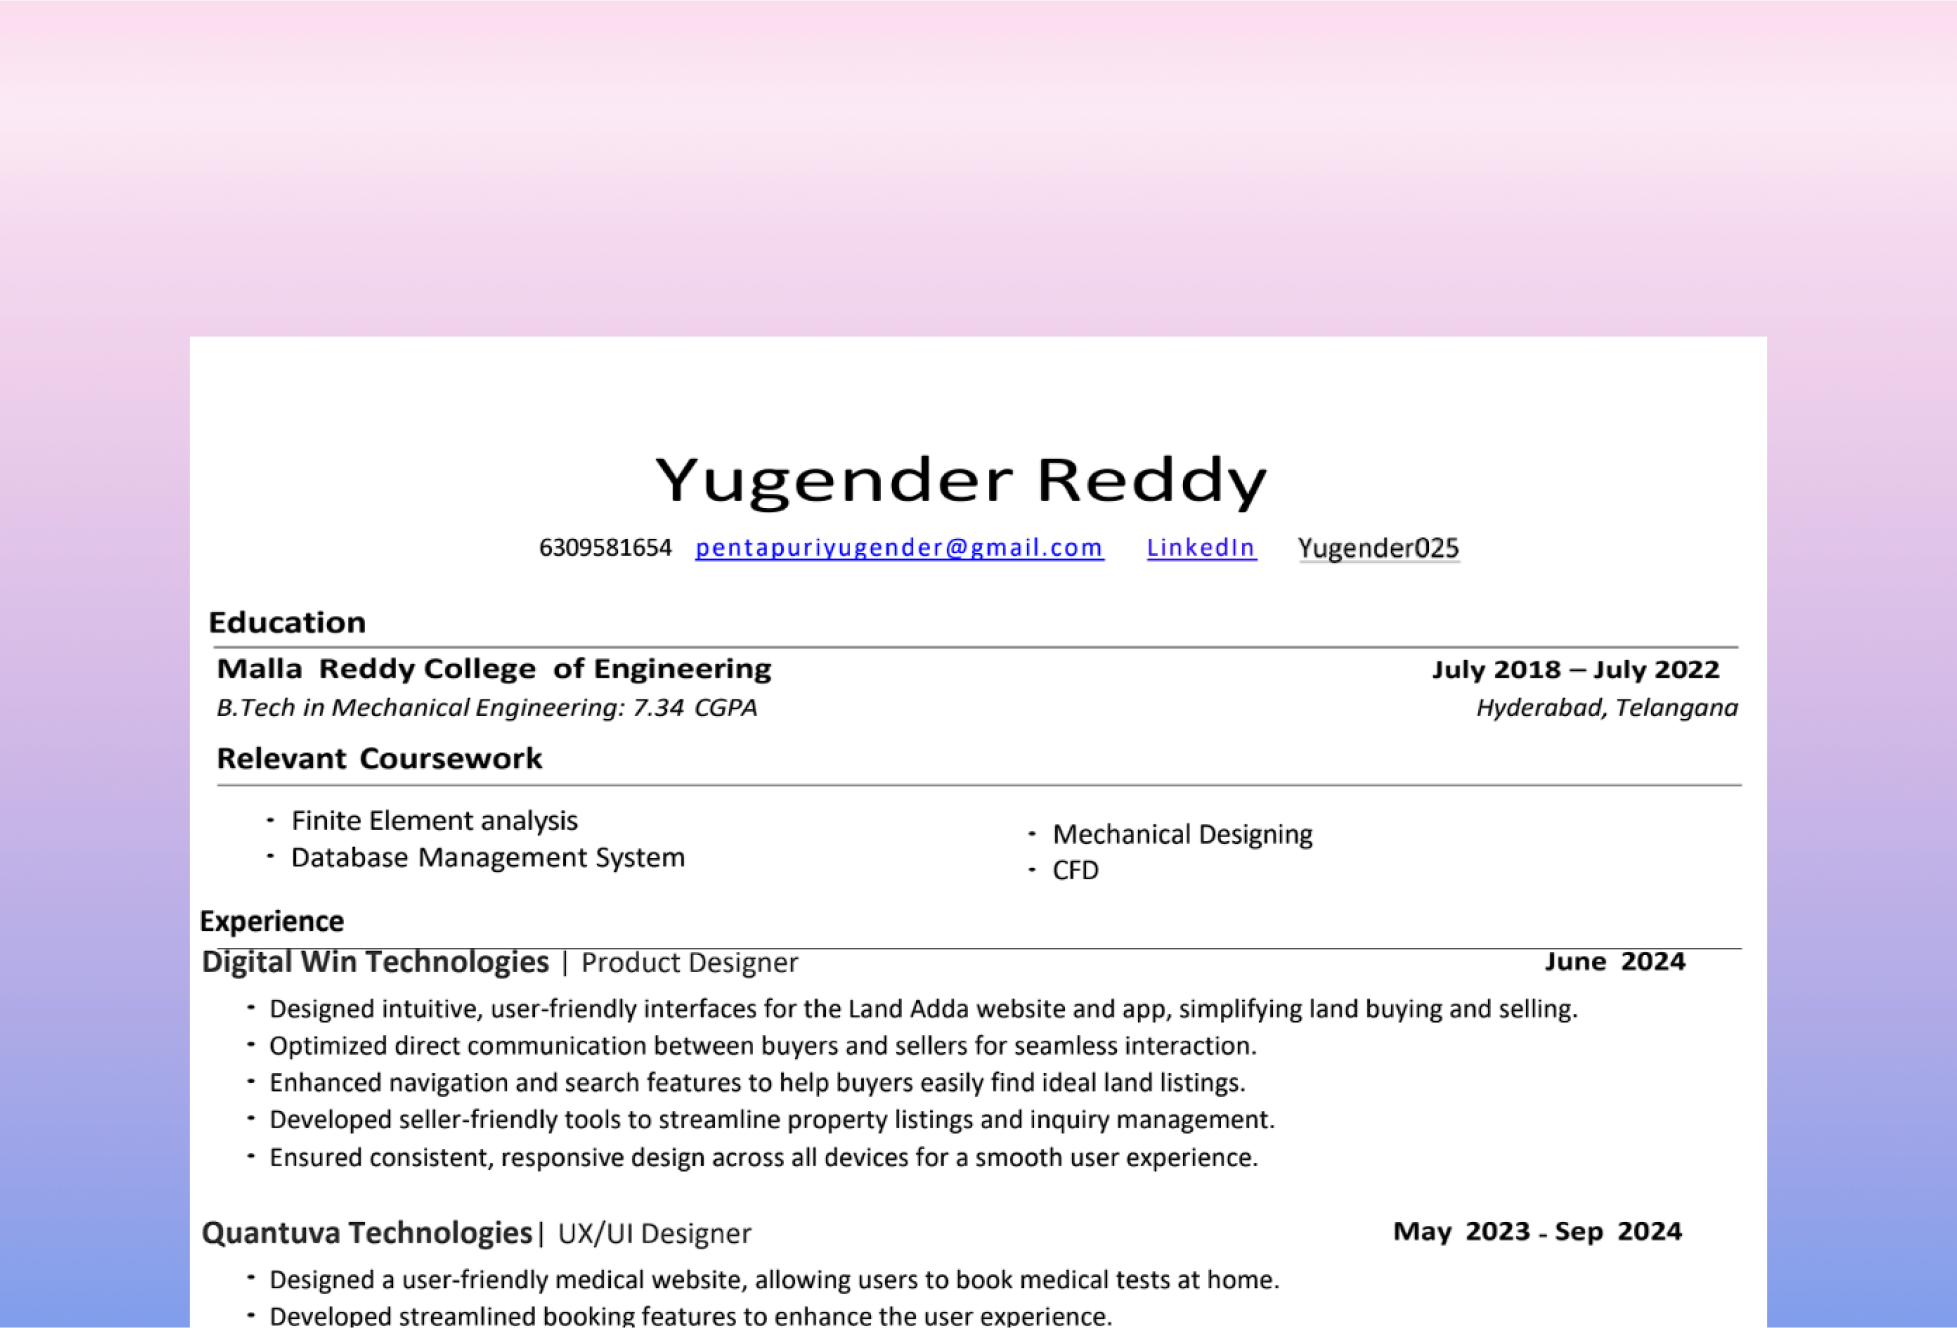 Yugender Reddy
6309581654 pentapuriyugender@gmail.com LinkedIn Yugender025
Education
Malla Reddy College of Engineering July 2018 – July 2022
B.Tech in Mechanical Engineering: 7.34 CGPA Hyderabad, Telangana
Relevant Coursework
· Finite Element analysis
· Database Management System
· Mechanical Designing
· CFD
Experience
Digital Win Technologies | Product Designer June 2024
· Designed intuitive, user-friendly interfaces for the Land Adda website and app, simplifying land buying and selling.
· Optimized direct communication between buyers and sellers for seamless interaction.
· Enhanced navigation and search features to help buyers easily find ideal land listings.
· Developed seller-friendly tools to streamline property listings and inquiry management.
· Ensured consistent, responsive design across all devices for a smooth user experience.
Quantuva Technologies| UX/UI Designer May 2023 - Sep 2024
· Designed a user-friendly medical website, allowing users to book medical tests at home.
· Developed streamlined booking features to enhance the user experience.